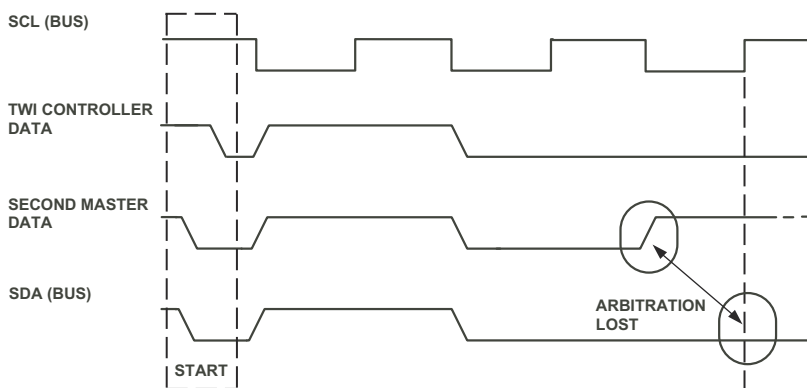 SCL (BUS)
TWI CONTROLLER
DATA
SECOND MASTER
DATA
SDA (BUS)
ARBITRATION
LOST
START